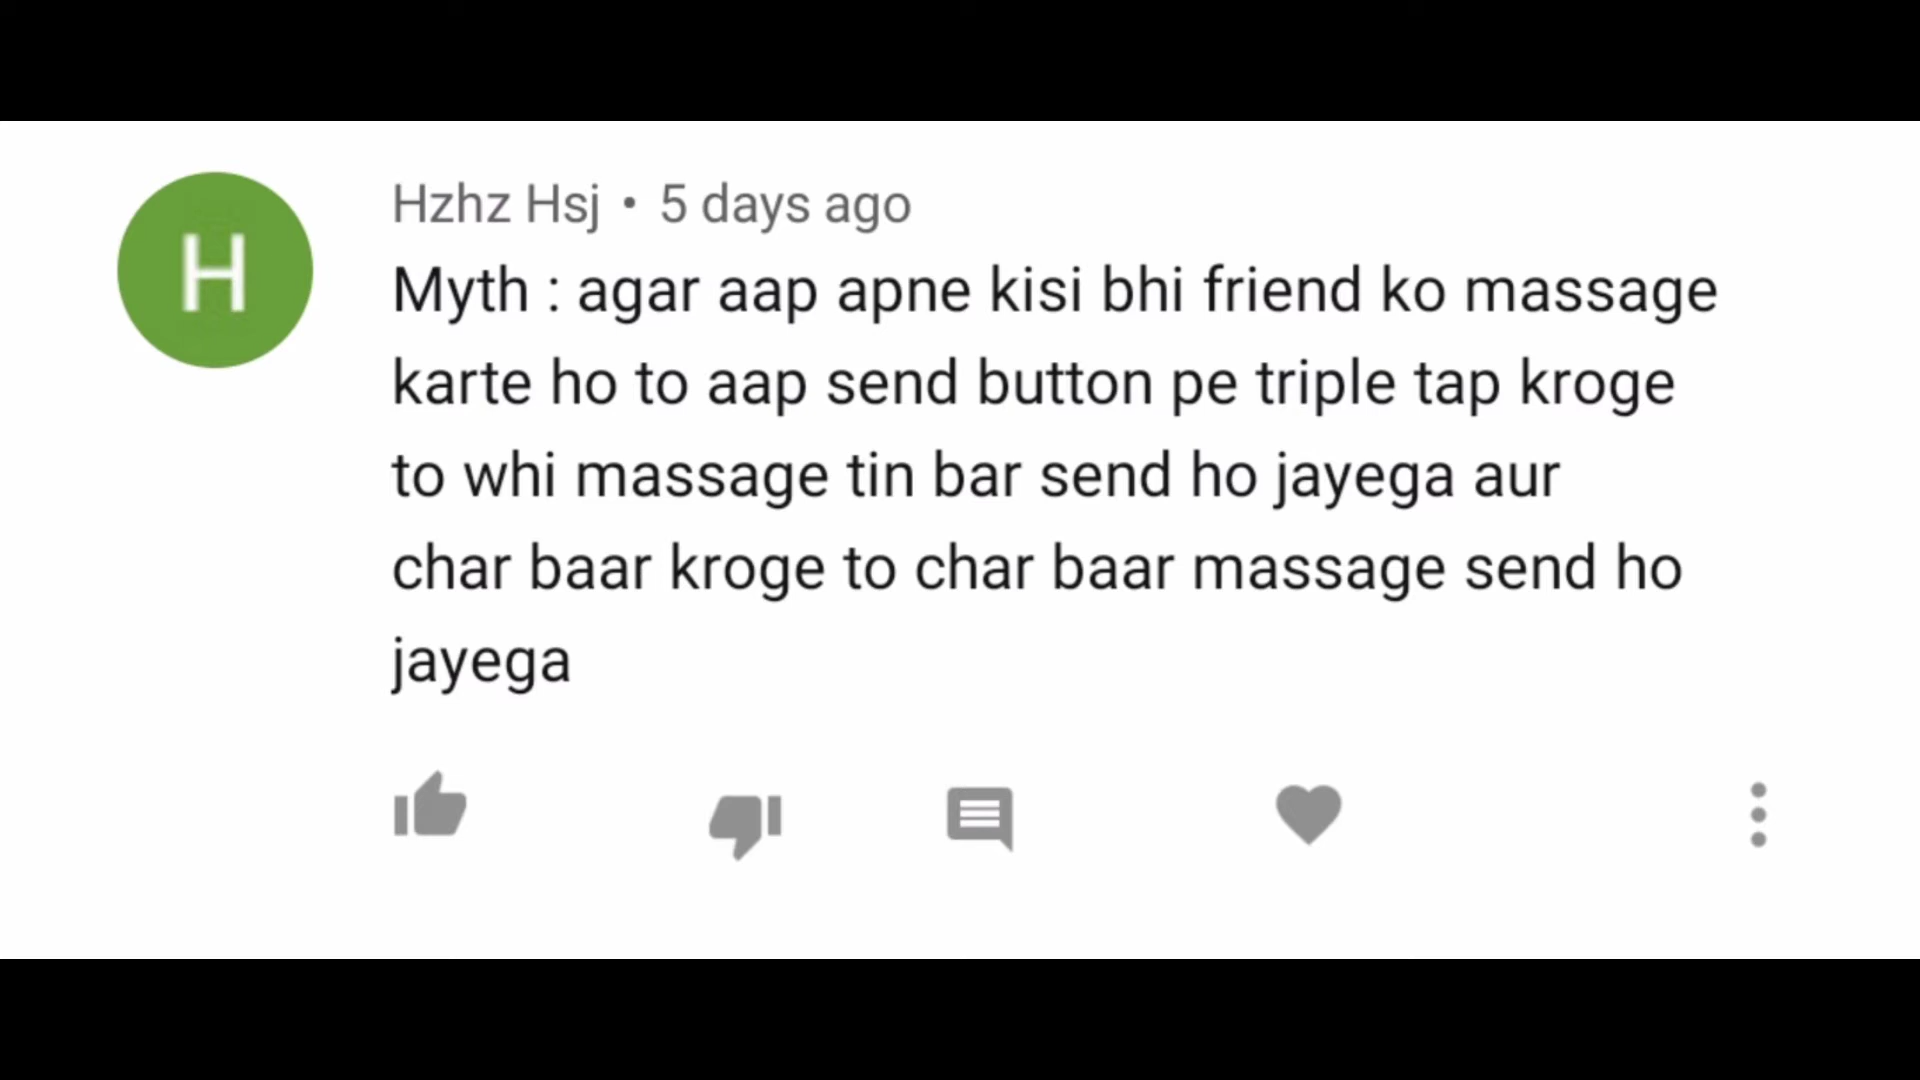 H
Hzhz Hsj • 5 days ago
Myth : agar aap apne kisi bhi friend ko massage
karte ho to aap send button pe triple tap kroge
to whi massage tin bar send ho jayega aur
char baar kroge to char baar massage send ho
jayega